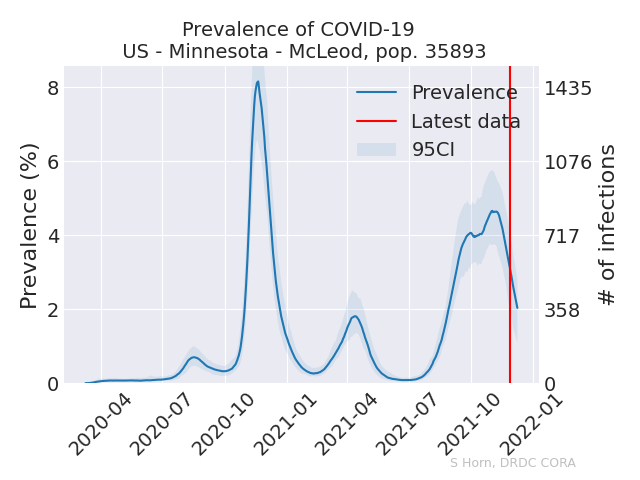 Prevalence of COVID-19
US - Minnesota - McLeod, pop. 35893
Prevalence (%)
8
6
4
2
0
Prevalence
Latest data
95CI
1435
1076
717
358
0
# of infections
2020-04
2020-07
2020-10
2021-01
2021-04
2021-07
2021-10
2022-01
S Horn, DRDC CORA